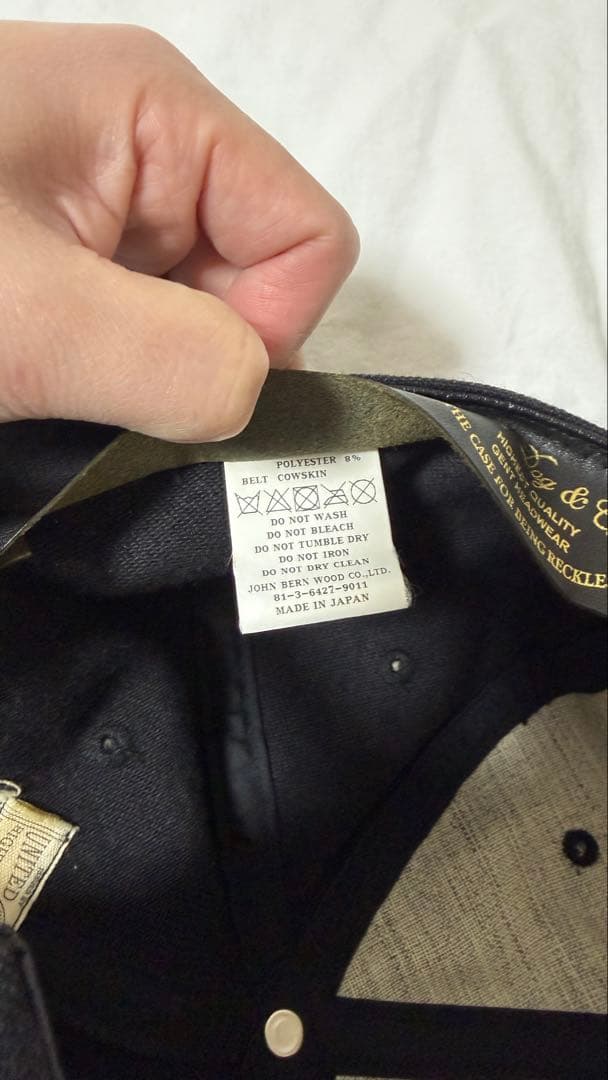 POLYESTER 8%
BELT COWSKIN
DO NOT WASH
DO NOT BLEACH
DO NOT TUMBLE DRY
DO NOT IRON
DO NOT DRY CLEAN
JOHN BERN WOOD CO.,LTD.
81-3-6427-9011
MADE IN JAPAN
&
HIGHEST QUALITY
GENT HEADWEAR
THE CASE FOR BEING RECKLE
UNITED